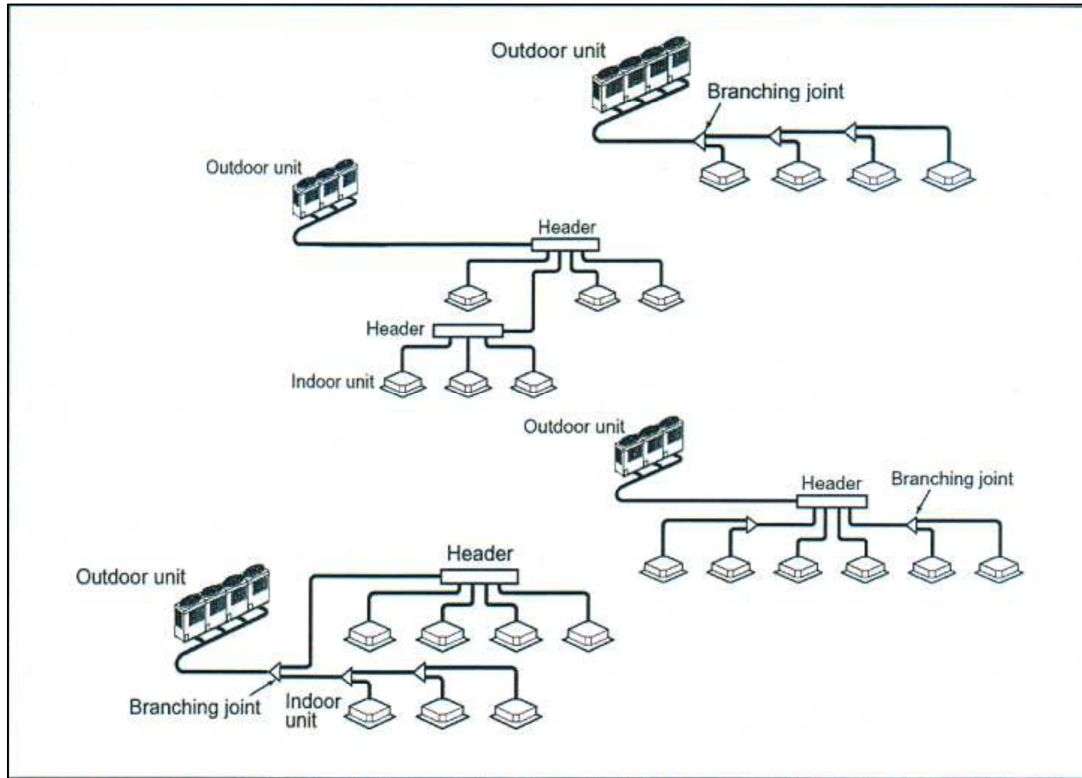 Outdoor unit
Branching joint
Outdoor unit
Header
Header
Indoor unit
Outdoor unit
Header
Branching joint
Header
Outdoor unit
Branching joint
Indoor
unit